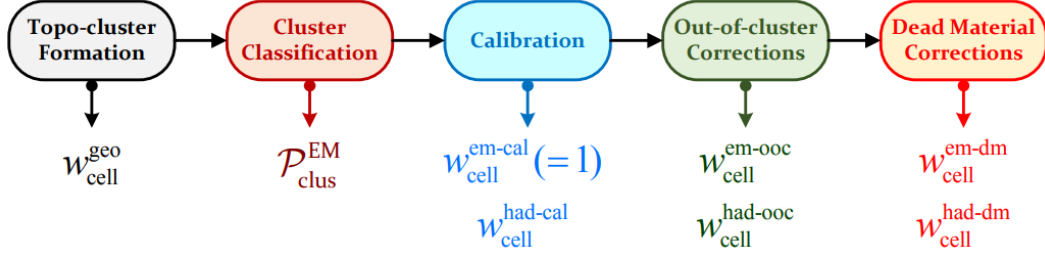 Topo-cluster Formation
Cluster Classification
Calibration
Out-of-cluster Corrections
Dead Material Corrections
w_cell^geo
𝒫_clus^EM
w_cell^em-cal (= 1)
w_cell^had-cal
w_cell^em-ooc
w_cell^had-ooc
w_cell^em-dm
w_cell^had-dm